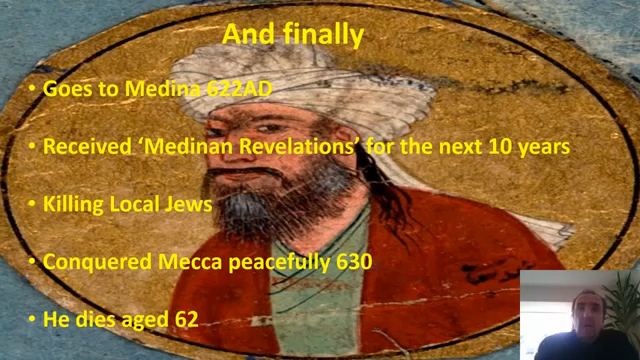 And finally
• Goes to Medina 622AD
• Received ‘Medinan Revelations’ for the next 10 years
• Killing Local Jews
• Conquered Mecca peacefully 630
• He dies aged 62